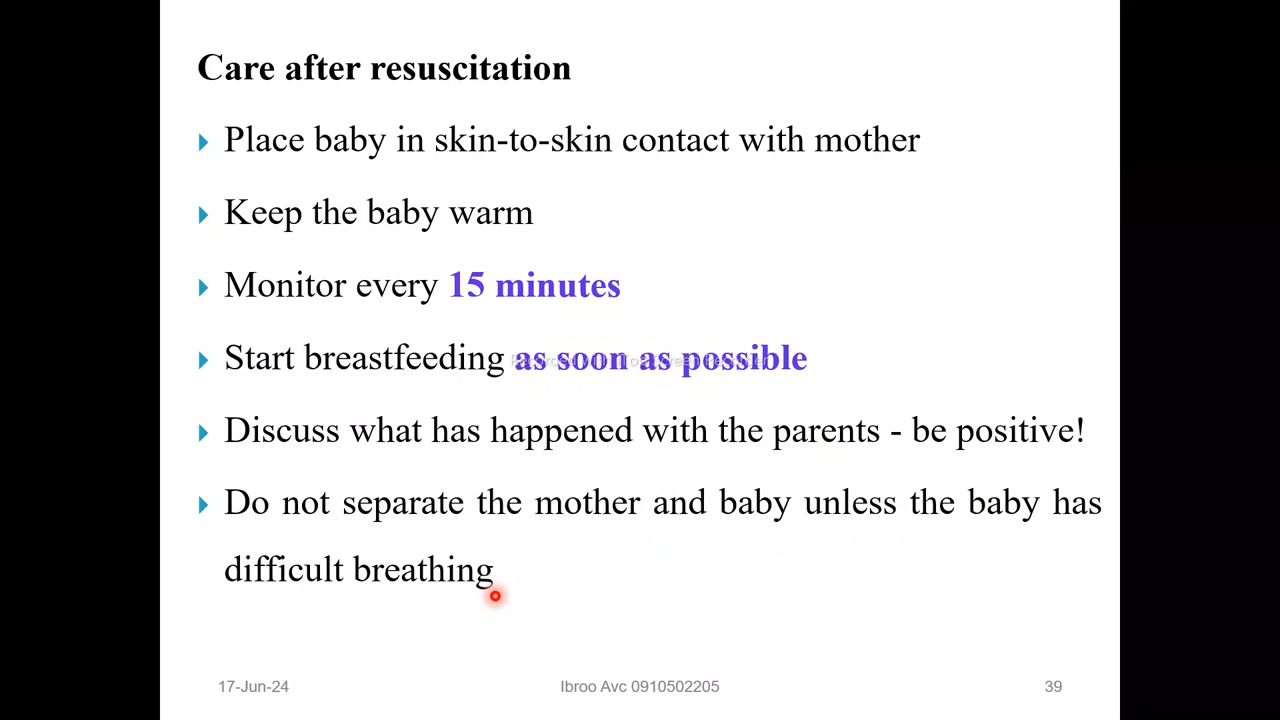 Care after resuscitation
Place baby in skin-to-skin contact with mother
Keep the baby warm
Monitor every 15 minutes
Start breastfeeding as soon as possible
Discuss what has happened with the parents - be positive!
Do not separate the mother and baby unless the baby has
difficult breathing
17-Jun-24
Ibroo Avc 0910502205
39